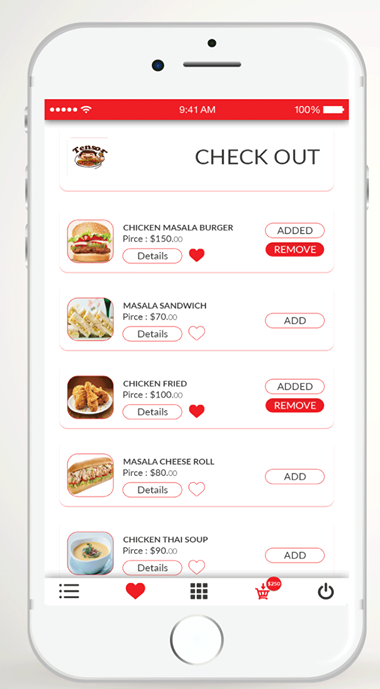 9:41 AM
100%
Tenso
CHECK OUT
CHICKEN MASALA BURGER
Pirce : $150.00
Details
ADDED
REMOVE
MASALA SANDWICH
Pirce : $70.00
Details
ADD
CHICKEN FRIED
Pirce : $100.00
Details
ADDED
REMOVE
MASALA CHEESE ROLL
Pirce : $80.00
Details
ADD
CHICKEN THAI SOUP
Pirce : $90.00
Details
ADD
$250